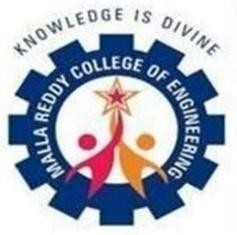 KNOWLEDGE IS DIVINE
MALLA REDDY COLLEGE OF ENGINEERING